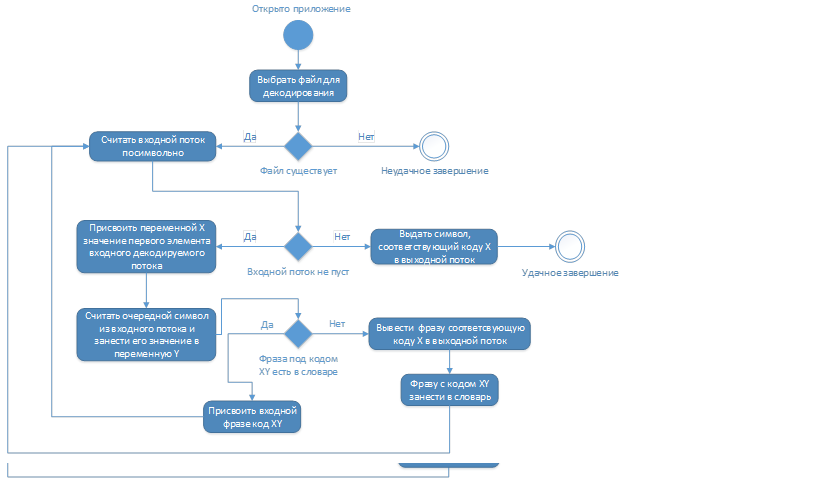 Открыто приложение
Выбрать файл для
декодирования
Да
Нет
Считать входной поток
посимвольно
Файл существует
Неудачное завершение
Присвоить переменной X
значение первого элемента
входного декодируемого
потока
Да
Нет
Выдать символ,
соответствующий коду X
в выходной поток
Входной поток не пуст
Удачное завершение
Считать очередной символ
из входного потока и
занести его значение в
переменную Y
Да
Нет
Вывести фразу соответсвующую
коду X в выходной поток
Фраза под кодом
XY есть в словаре
Фразу с кодом XY
занести в словарь
Присвоить входной
фразе код XY